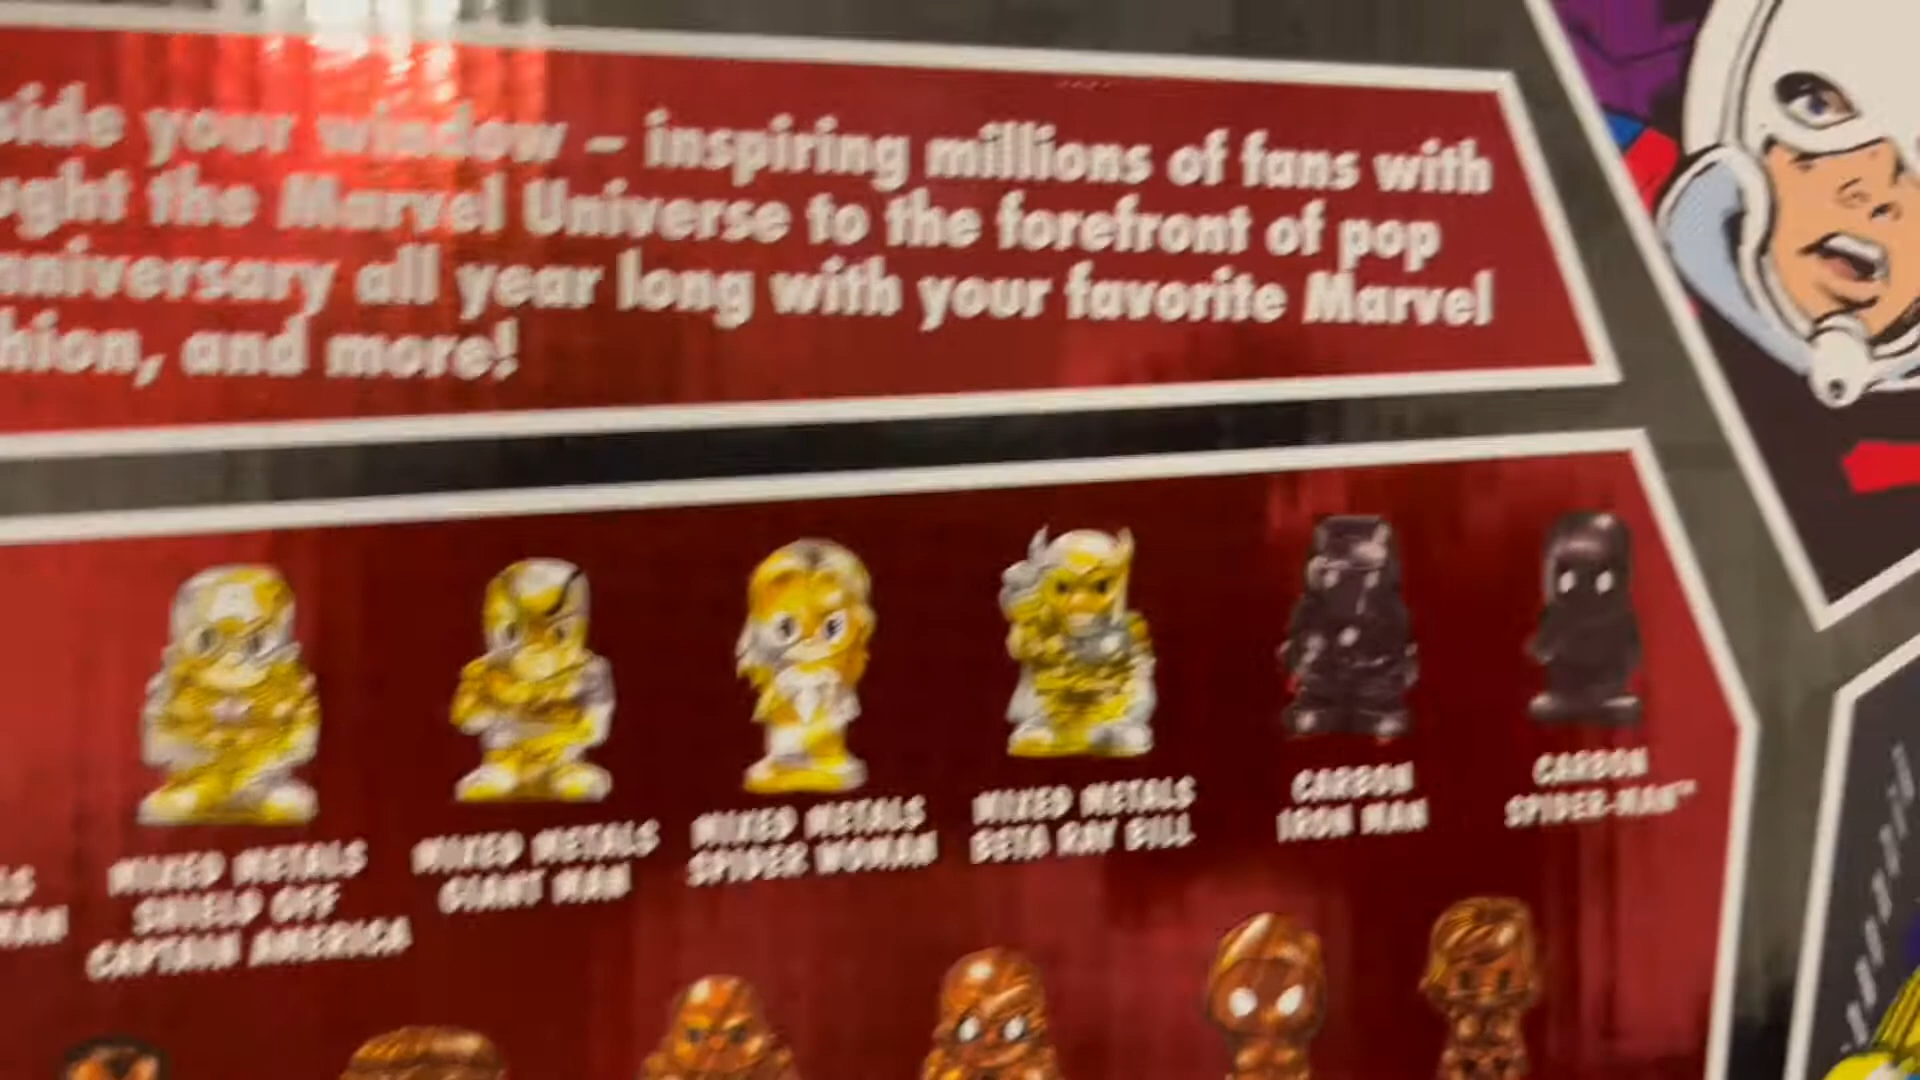 side your window – inspiring millions of fans with
ught the Marvel Universe to the forefront of pop
nniversary all year long with your favorite Marvel
hion, and more!
MIXED METALS
SHIELD OFF
CAPTAIN AMERICA
MIXED METALS
GIANT MAN
MIXED METALS
SPIDER WOMAN
MIXED METALS
BETA RAY BILL
CARBON
IRON MAN
CARBON
SPIDER-MAN™